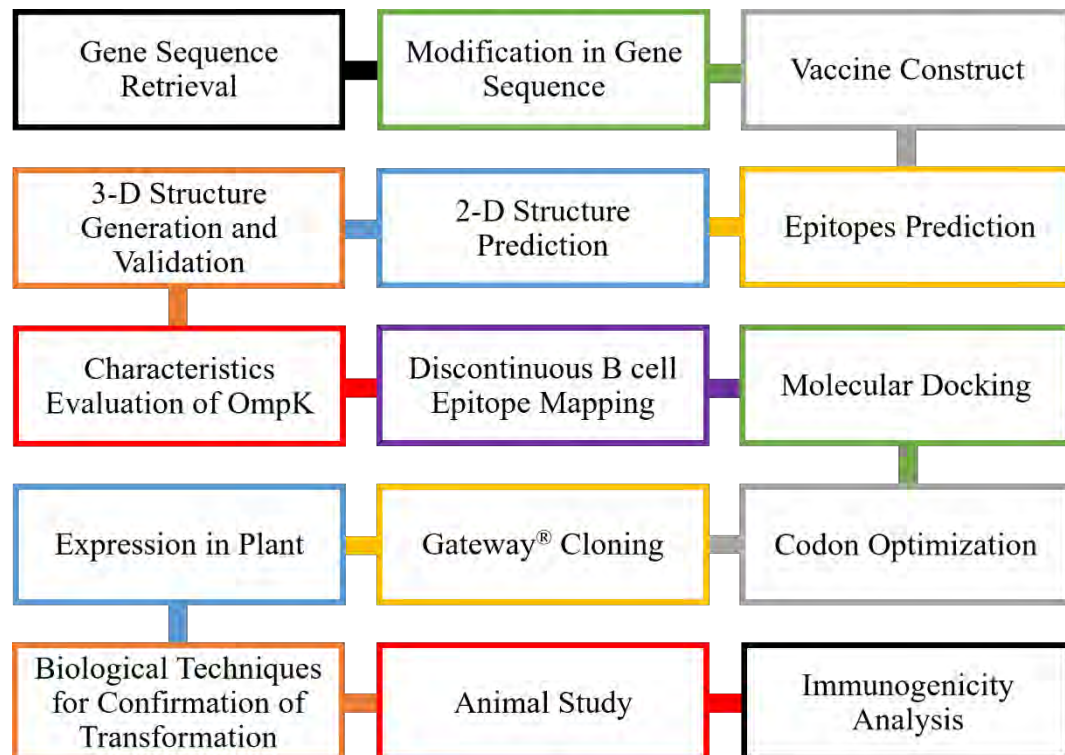 Gene Sequence
Retrieval
Modification in Gene
Sequence
Vaccine Construct
3-D Structure
Generation and
Validation
2-D Structure
Prediction
Epitopes Prediction
Characteristics
Evaluation of OmpK
Discontinuous B cell
Epitope Mapping
Molecular Docking
Expression in Plant
Gateway® Cloning
Codon Optimization
Biological Techniques
for Confirmation of
Transformation
Animal Study
Immunogenicity
Analysis